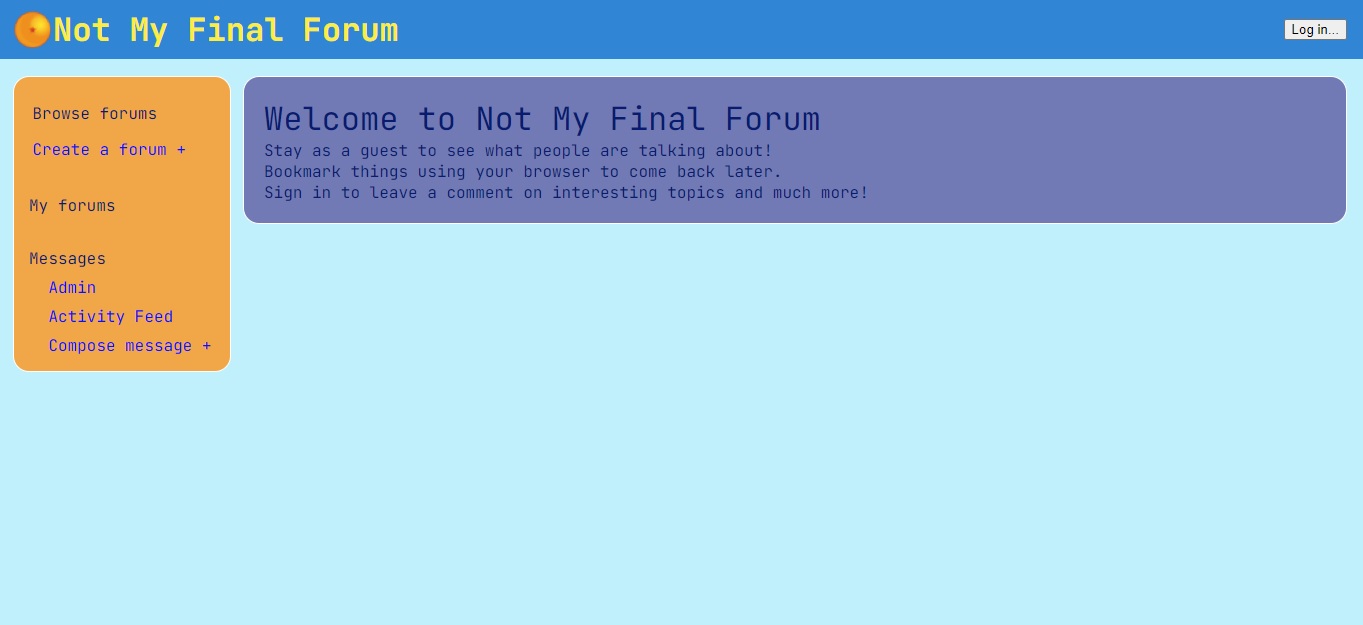 Not My Final Forum
Log in...
Browse forums
Create a forum +
My forums
Messages
Admin
Activity Feed
Compose message +
Welcome to Not My Final Forum
Stay as a guest to see what people are talking about!
Bookmark things using your browser to come back later.
Sign in to leave a comment on interesting topics and much more!